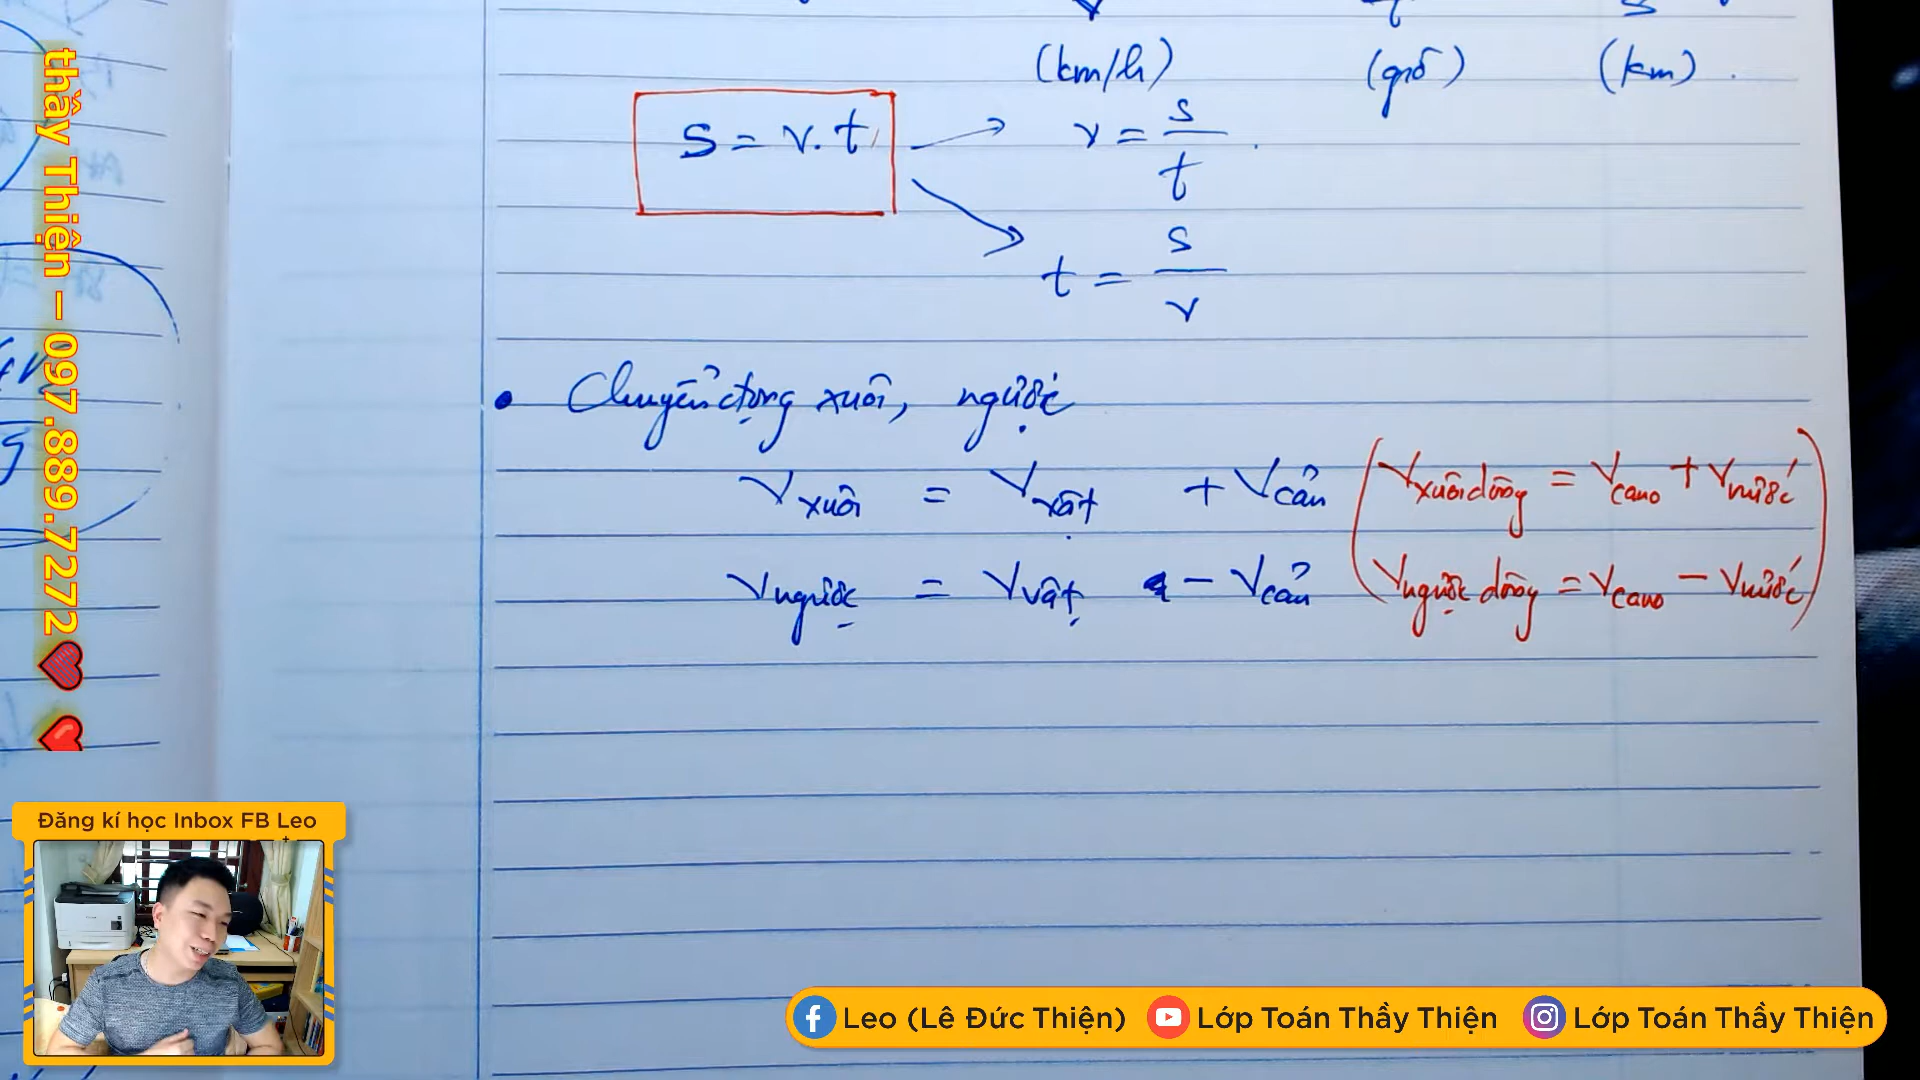 v t s
(km/h) (giờ) (km).
S = v.t
v = s/t.
t = s/v
• Chuyển động xuôi, ngược
Vxuôi = Vvật + Vcản (Vxuôi dòng = Vcano + Vnước
Vngược = Vvật - Vcản Vngược dòng = Vcano - Vnước)
thầy Thiện – 097.889.7272
Đăng kí học Inbox FB Leo
Leo (Lê Đức Thiện) Lớp Toán Thầy Thiện Lớp Toán Thầy Thiện